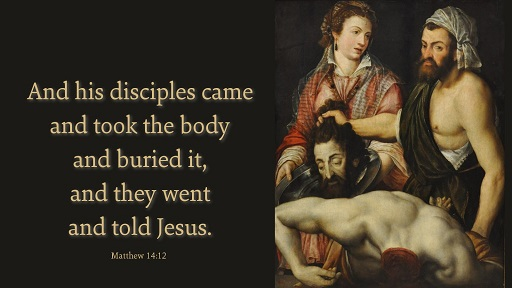 And his disciples came
and took the body
and buried it,
and they went
and told Jesus.
Matthew 14:12